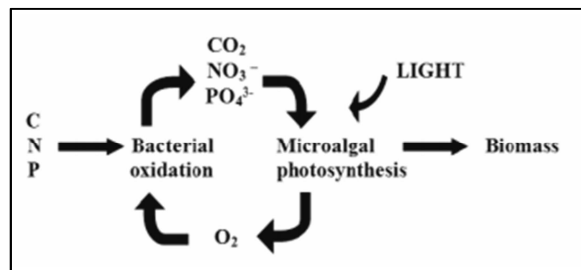 CO₂
NO₃⁻
PO₄³⁻
LIGHT
C
N
P
Bacterial
oxidation
Microalgal
photosynthesis
Biomass
O₂